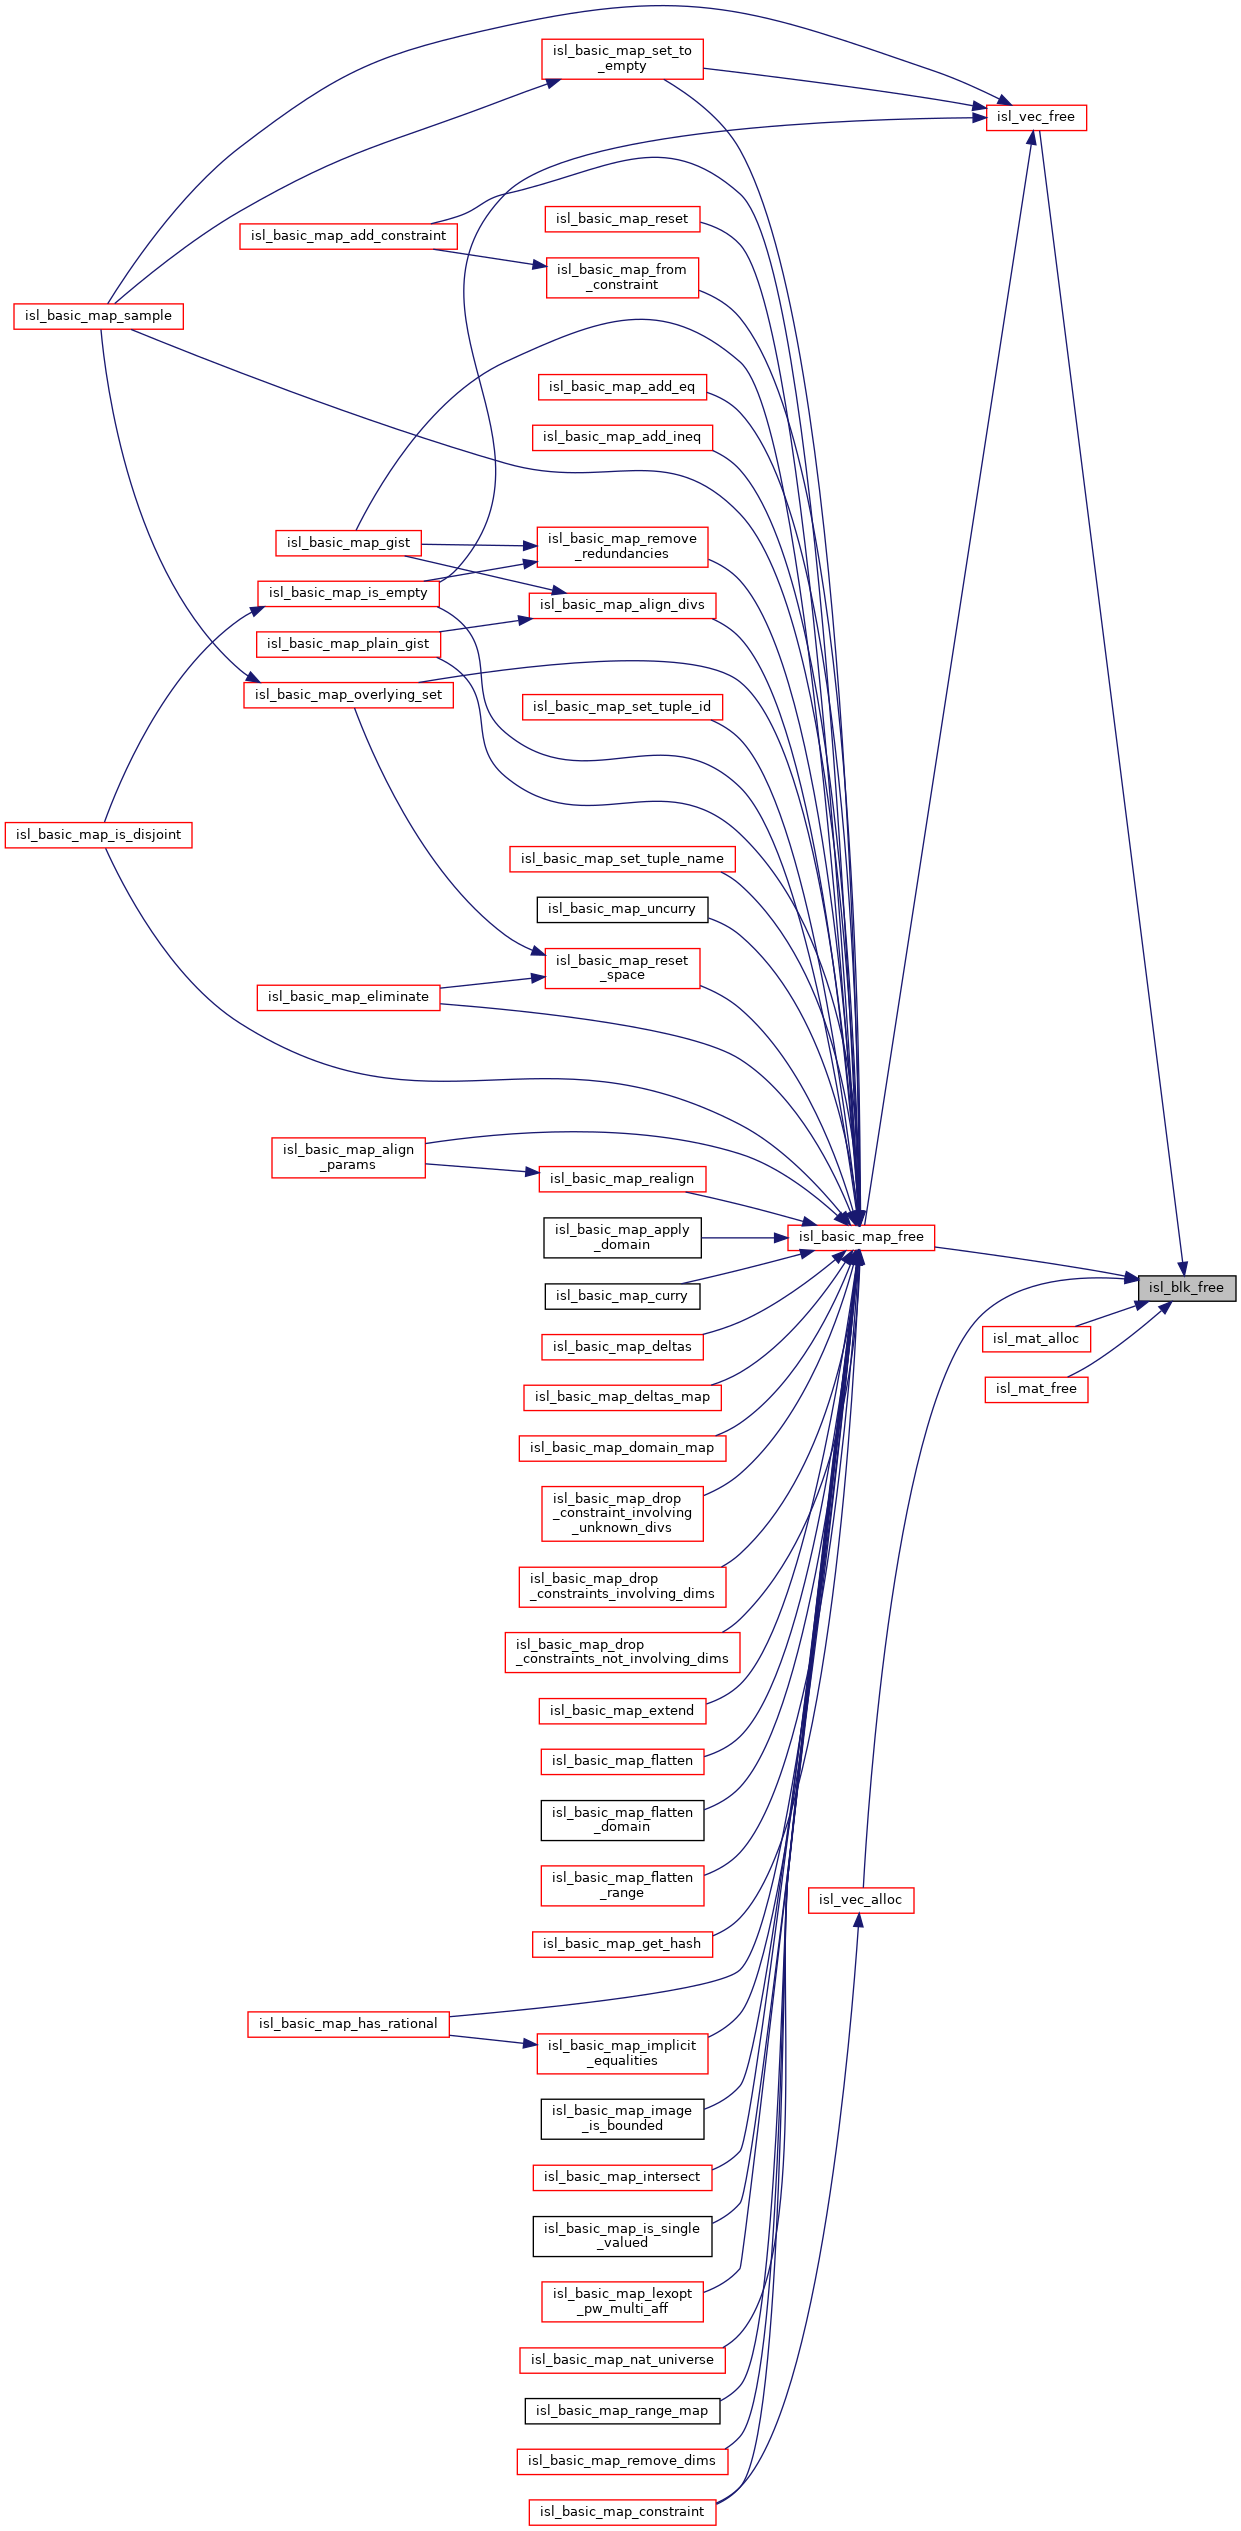 isl_basic_map_set_to
_empty
isl_vec_free
isl_basic_map_reset
isl_basic_map_add_constraint
isl_basic_map_from
_constraint
isl_basic_map_sample
isl_basic_map_add_eq
isl_basic_map_add_ineq
isl_basic_map_remove
_redundancies
isl_basic_map_gist
isl_basic_map_is_empty
isl_basic_map_align_divs
isl_basic_map_plain_gist
isl_basic_map_overlying_set
isl_basic_map_set_tuple_id
isl_basic_map_is_disjoint
isl_basic_map_set_tuple_name
isl_basic_map_uncurry
isl_basic_map_reset
_space
isl_basic_map_eliminate
isl_basic_map_align
_params
isl_basic_map_realign
isl_basic_map_apply
_domain
isl_basic_map_free
isl_blk_free
isl_basic_map_curry
isl_mat_alloc
isl_basic_map_deltas
isl_mat_free
isl_basic_map_deltas_map
isl_basic_map_domain_map
isl_basic_map_drop
_constraint_involving
_unknown_divs
isl_basic_map_drop
_constraints_involving_dims
isl_basic_map_drop
_constraints_not_involving_dims
isl_basic_map_extend
isl_basic_map_flatten
isl_basic_map_flatten
_domain
isl_basic_map_flatten
_range
isl_vec_alloc
isl_basic_map_get_hash
isl_basic_map_has_rational
isl_basic_map_implicit
_equalities
isl_basic_map_image
_is_bounded
isl_basic_map_intersect
isl_basic_map_is_single
_valued
isl_basic_map_lexopt
_pw_multi_aff
isl_basic_map_nat_universe
isl_basic_map_range_map
isl_basic_map_remove_dims
isl_basic_map_constraint